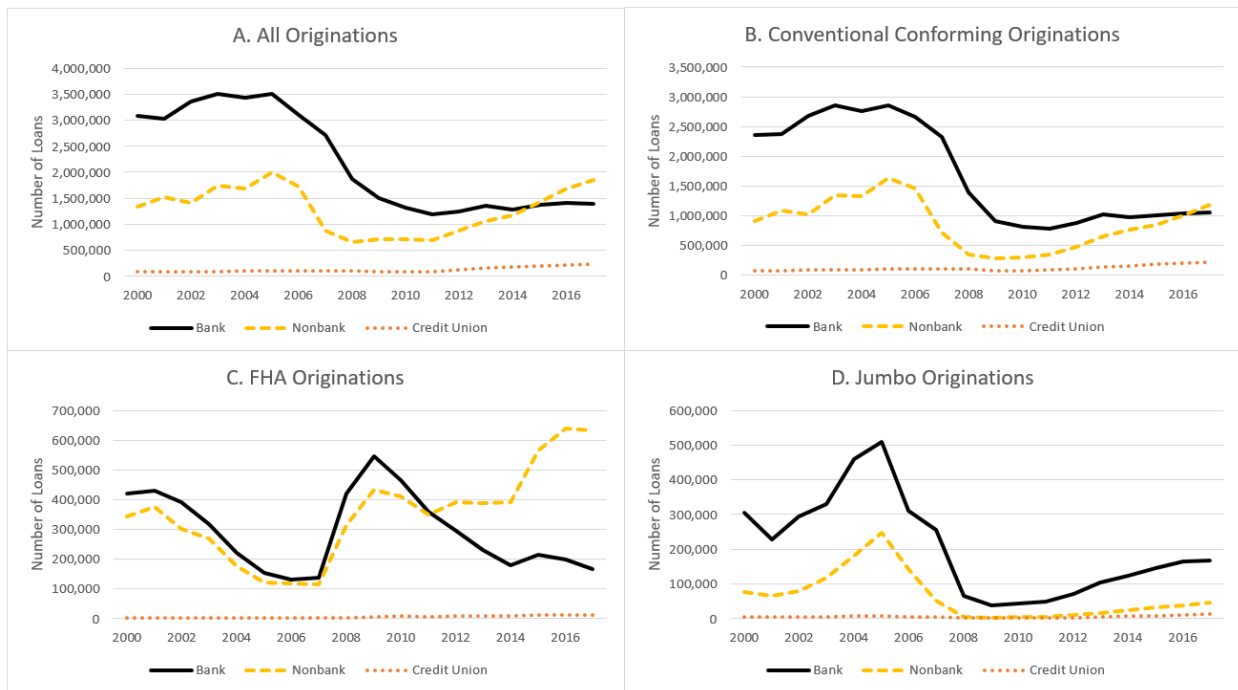 A. All Originations
Number of Loans
4,000,000
3,500,000
3,000,000
2,500,000
2,000,000
1,500,000
1,000,000
500,000
0
2000 2002 2004 2006 2008 2010 2012 2014 2016
Bank Nonbank Credit Union
B. Conventional Conforming Originations
Number of Loans
3,500,000
3,000,000
2,500,000
2,000,000
1,500,000
1,000,000
500,000
0
2000 2002 2004 2006 2008 2010 2012 2014 2016
Bank Nonbank Credit Union
C. FHA Originations
Number of Loans
700,000
600,000
500,000
400,000
300,000
200,000
100,000
0
2000 2002 2004 2006 2008 2010 2012 2014 2016
Bank Nonbank Credit Union
D. Jumbo Originations
Number of Loans
600,000
500,000
400,000
300,000
200,000
100,000
0
2000 2002 2004 2006 2008 2010 2012 2014 2016
Bank Nonbank Credit Union